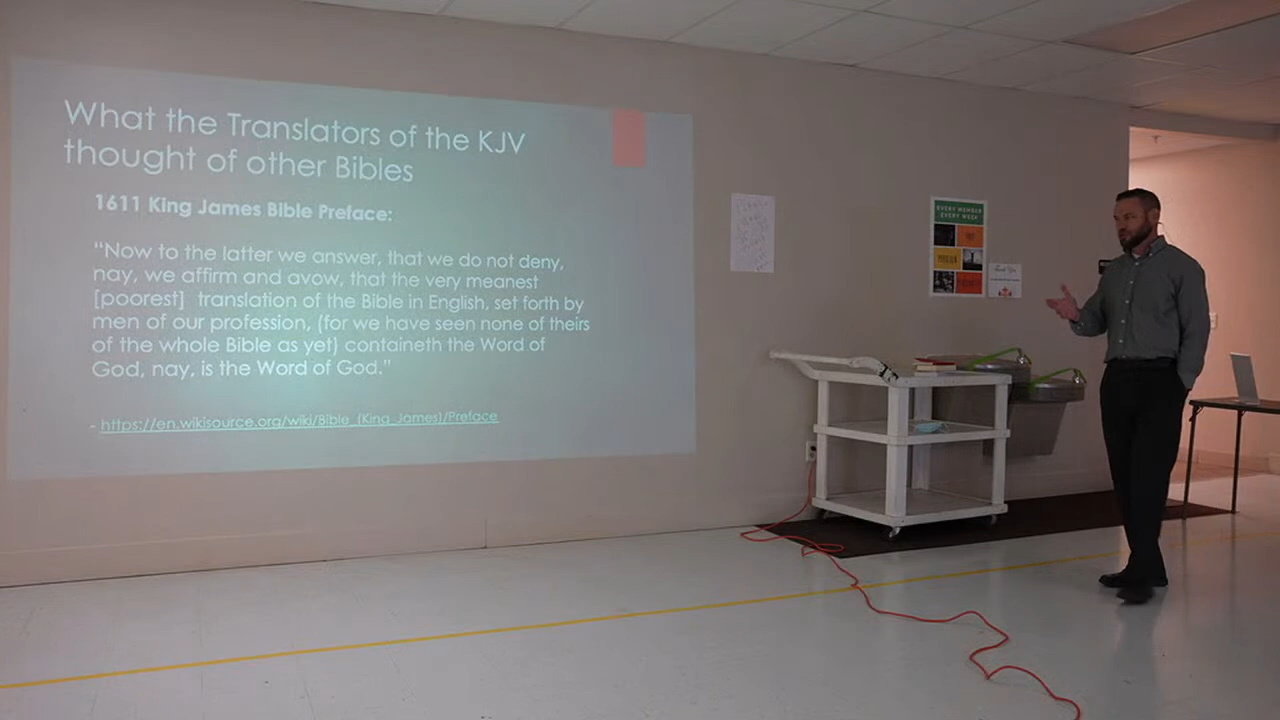 What the Translators of the KJV
thought of other Bibles
1611 King James Bible Preface:
“Now to the latter we answer, that we do not deny,
nay, we affirm and avow, that the very meanest
[poorest] translation of the Bible in English, set forth by
men of our profession, (for we have seen none of theirs
of the whole Bible as yet) containeth the Word of
God, nay, is the Word of God.”
- https://en.wikisource.org/wiki/Bible_(King_James)/Preface
EVERY MEMBER
EVERY WEEK